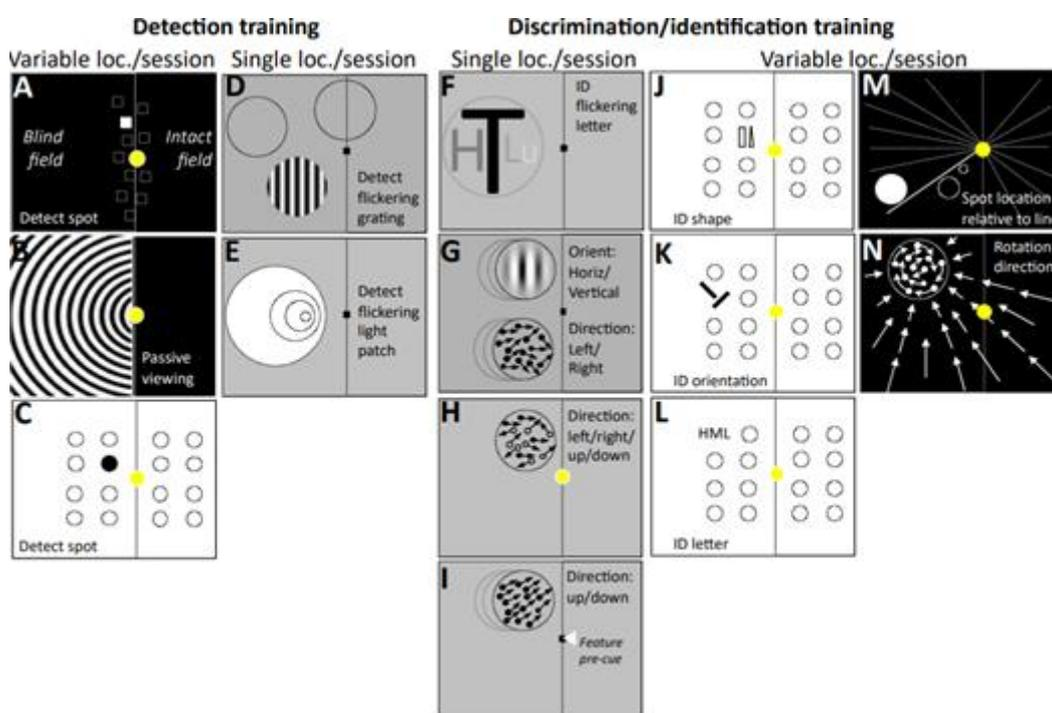 Detection training
Discrimination/identification training
Variable loc./session
Single loc./session
Single loc./session
Variable loc./session
A
Blind
field
Intact
field
Detect spot
B
Passive
viewing
C
Detect spot
D
Detect
flickering
grating
E
Detect
flickering
light
patch
F
H T L U
ID
flickering
letter
G
Orient:
Horiz/
Vertical
Direction:
Left/
Right
H
Direction:
left/right/
up/down
I
Direction:
up/down
Feature
pre-cue
J
ID shape
K
ID orientation
L
HML
ID letter
M
Spot location
relative to line
N
Rotation
direction